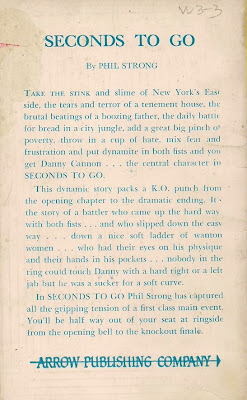 W3-3
SECONDS TO GO
By PHIL STRONG
TAKE THE STINK and slime of New York's East
side, the tears and terror of a tenement house, the
brutal beatings of a boozing father, the daily battle
for bread in a city jungle, add a great big pinch of
poverty, throw in a cup of hate, mix fear and
frustration and put dynamite in both fists and you
get Danny Cannon . . . the central character in
SECONDS TO GO.
This dynamic story packs a K.O. punch from
the opening chapter to the dramatic ending. It
the story of a battler who came up the hard way
with both fists . . . and who slipped down the easy
way . . . . down a nice soft ladder of wanton
women . . . who had their eyes on his physique
and their hands in his pockets . . . nobody in the
ring could touch Danny with a hard right or a left
jab but he was a sucker for a soft curve.
In SECONDS TO GO Phil Strong has captured
all the gripping tension of a first class main event.
You'll be half way out of your seat at ringside
from the opening bell to the knockout finale.
ARROW PUBLISHING COMPANY